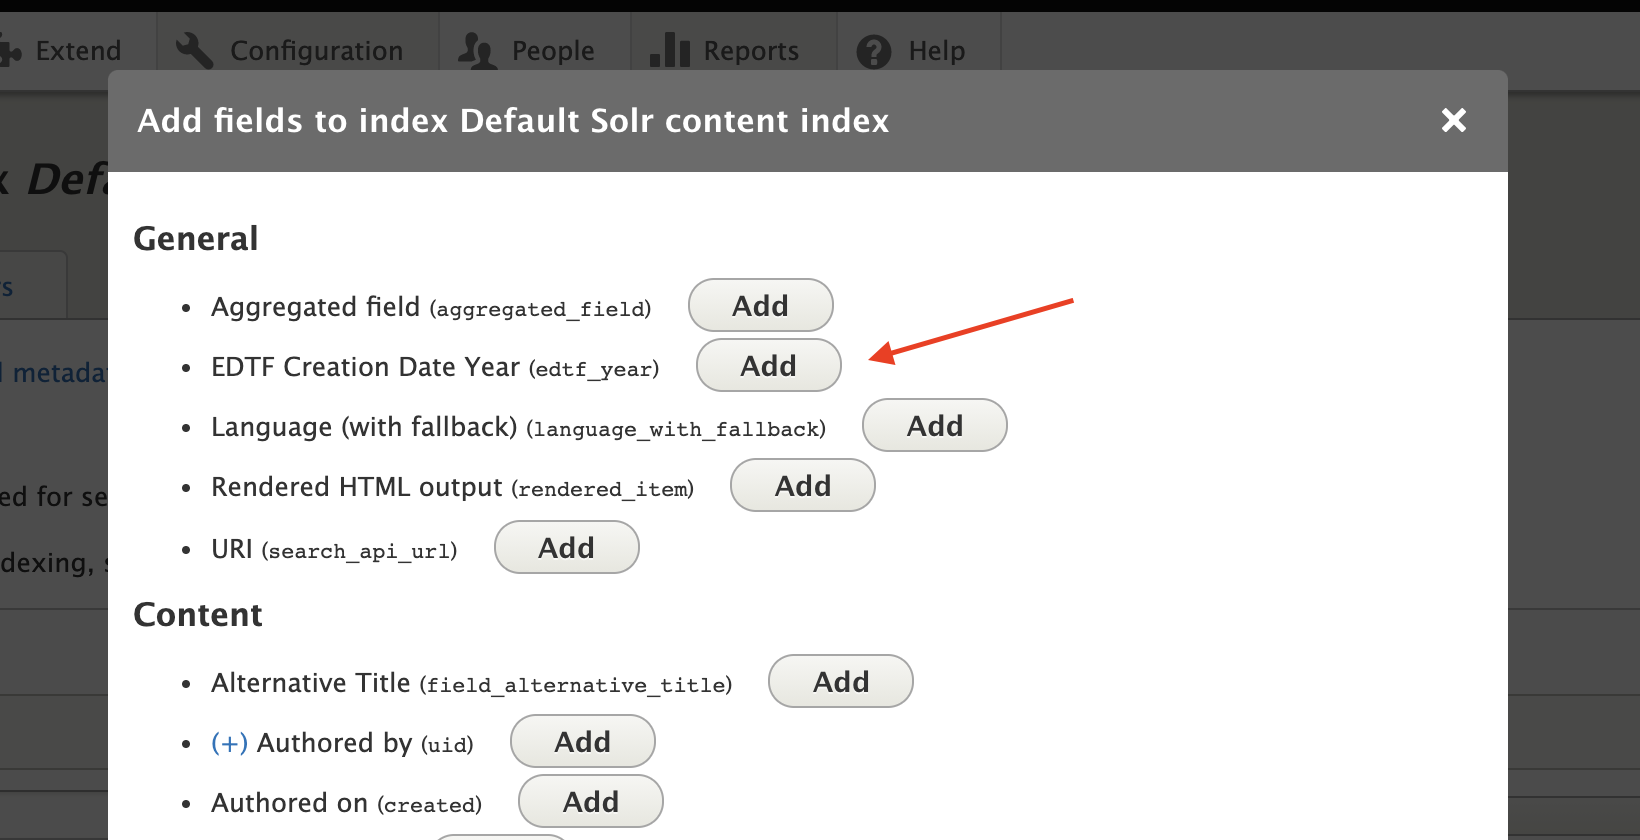 Extend Configuration People Reports Help
Add fields to index Default Solr content index
x Defa
General
Aggregated field (aggregated_field) Add
s
EDTF Creation Date Year (edtf_year) Add
metada
Language (with fallback) (language_with_fallback) Add
Rendered HTML output (rendered_item) Add
ed for se
URI (search_api_url) Add
dexing, s
Content
Alternative Title (field_alternative_title) Add
(+) Authored by (uid) Add
Authored on (created) Add